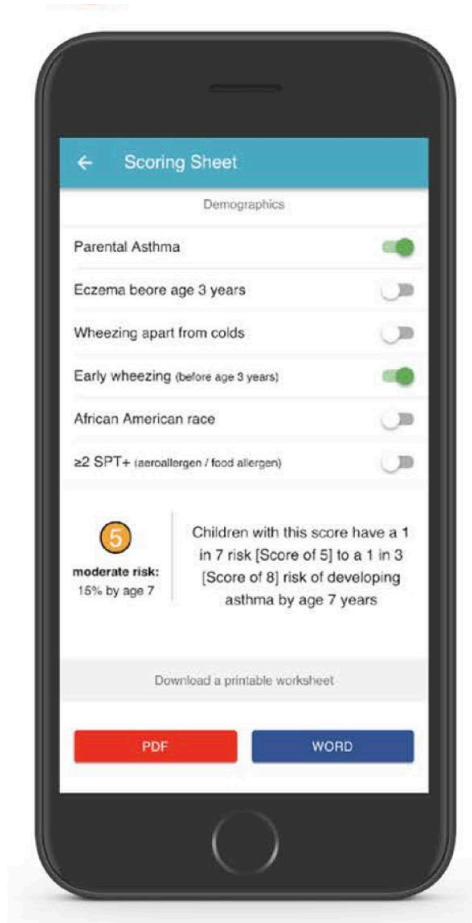 Scoring Sheet
Demographics
Parental Asthma
Eczema beore age 3 years
Wheezing apart from colds
Early wheezing (before age 3 years)
African American race
≥2 SPT+ (aeroallergen / food allergen)
5
moderate risk:
15% by age 7
Children with this score have a 1
in 7 risk [Score of 5] to a 1 in 3
[Score of 8] risk of developing
asthma by age 7 years
Download a printable worksheet
PDF
WORD